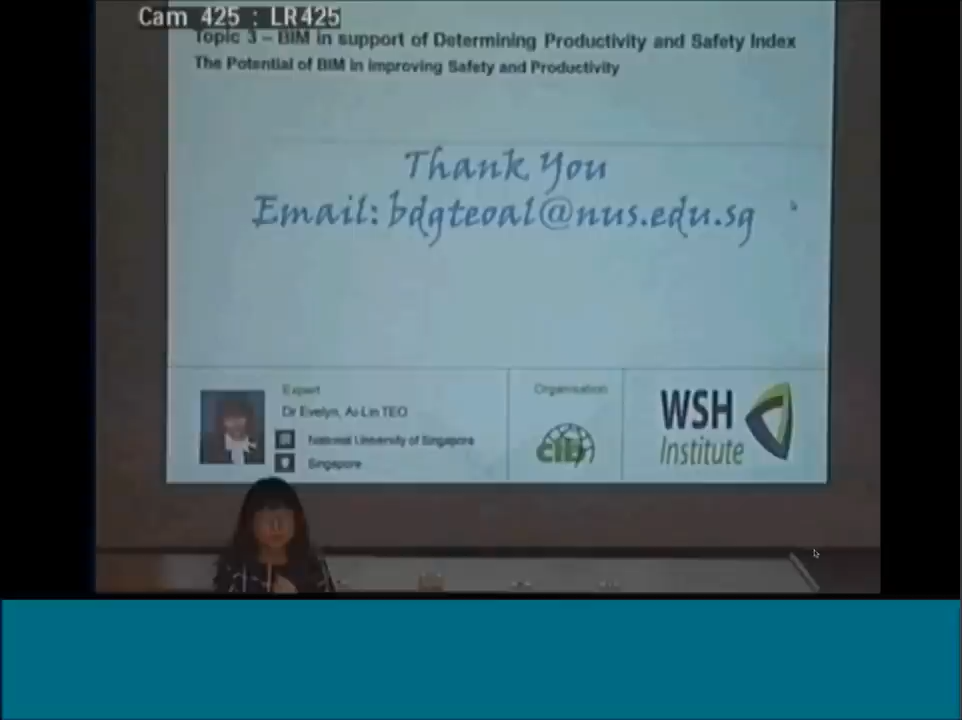 Cam 425 : LR425
Topic 3 – BIM in support of Determining Productivity and Safety Index
The Potential of BIM in improving Safety and Productivity
Thank You
Email: bdgteoal@nus.edu.sg
Expert
Dr Evelyn, Ai-Lin TEO
National University of Singapore
Singapore
Organisation
cib
WSH
Institute